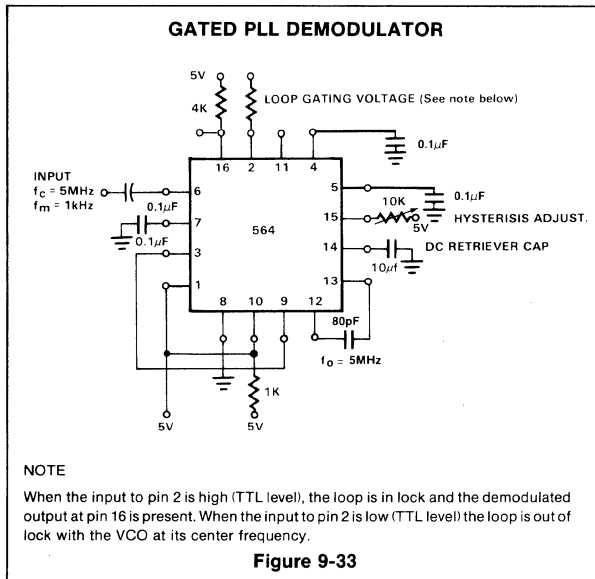 GATED PLL DEMODULATOR
5V
LOOP GATING VOLTAGE (See note below)
4K
0.1μF
16 2 11 4
INPUT
fc = 5MHz
fm = 1kHz
6
5
0.1μF
10K
0.1μF
7
15
5V
HYSTERISIS ADJUST.
564
0.1μF
3
14
DC RETRIEVER CAP
10μf
1
13
8 10 9 12
80pF
fo = 5MHz
1K
5V
5V
NOTE
When the input to pin 2 is high (TTL level), the loop is in lock and the demodulated
output at pin 16 is present. When the input to pin 2 is low (TTL level) the loop is out of
lock with the VCO at its center frequency.
Figure 9-33